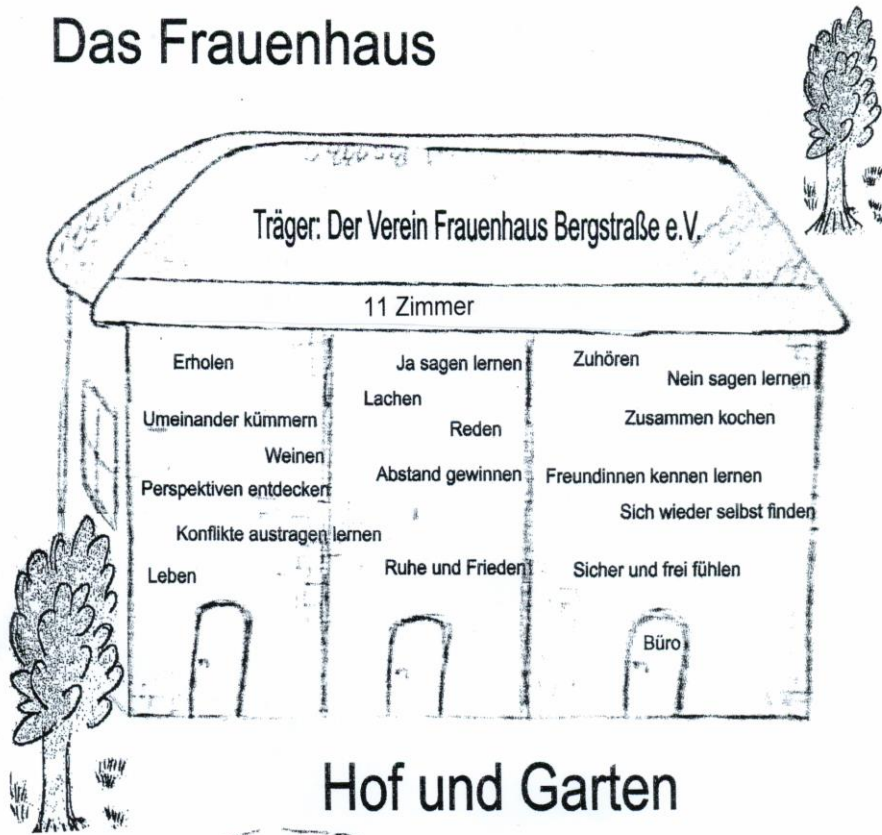 Das Frauenhaus
Träger: Der Verein Frauenhaus Bergstraße e.V.
11 Zimmer
Erholen
Umeinander kümmern
Weinen
Perspektiven entdecken
Konflikte austragen lernen
Leben
Ja sagen lernen
Lachen
Reden
Abstand gewinnen
Ruhe und Frieden
Zuhören
Nein sagen lernen
Zusammen kochen
Freundinnen kennen lernen
Sich wieder selbst finden
Sicher und frei fühlen
Büro
Hof und Garten